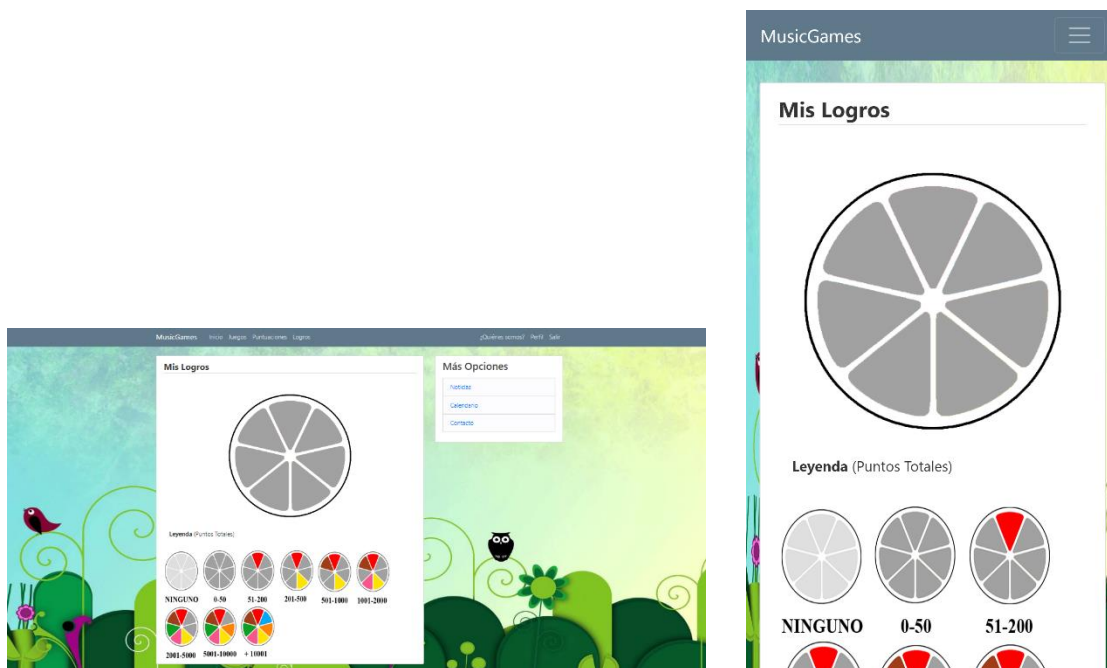 MusicGames Inicio Juegos Puntuaciones Logros ¿Quiénes somos? Perfil Salir
Mis Logros
Leyenda (Puntos Totales)
NINGUNO 0-50 51-200 201-500 501-1000 1001-2000
2001-5000 5001-10000 + 10001
Más Opciones
Noticias
Calendario
Contacto
MusicGames
Mis Logros
Leyenda (Puntos Totales)
NINGUNO 0-50 51-200